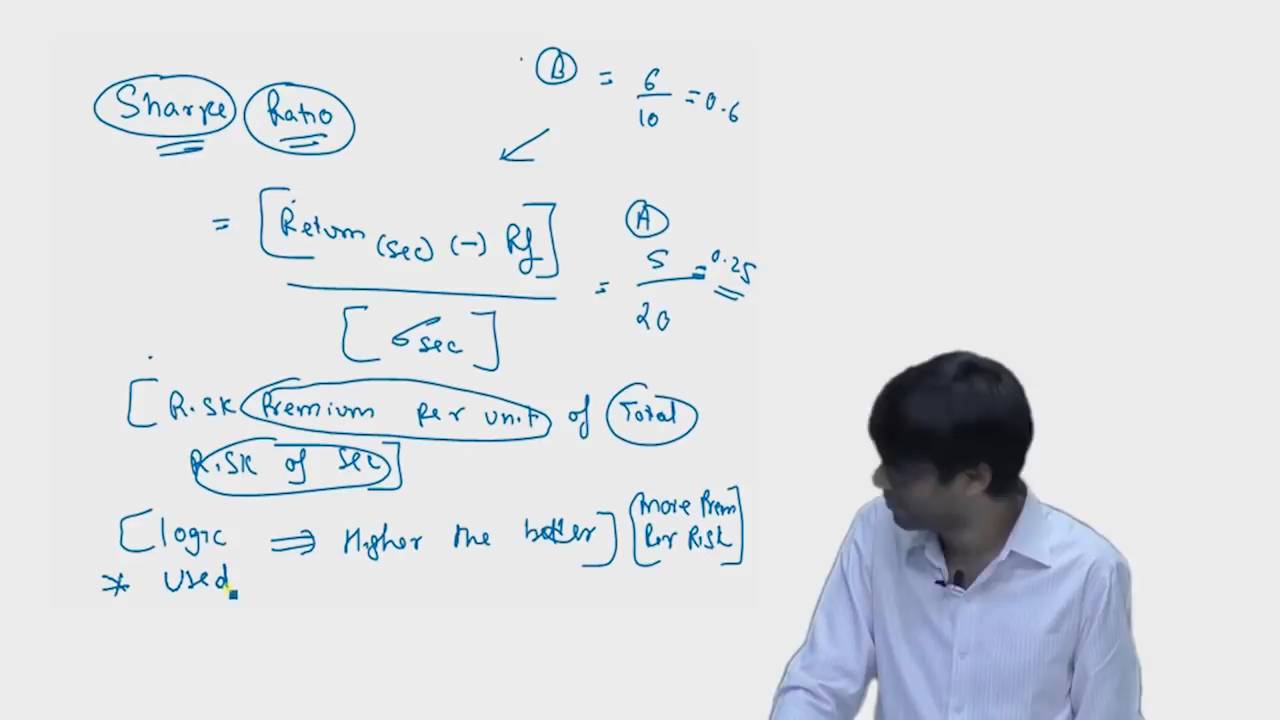 Sharpe Ratio
B = 6/10 = 0.6
= [Return (sec) (-) Rf] / [σ sec] = A 5/20 = 0.25
[Risk Premium per unit of Total
Risk of sec]
[logic ⇒ Higher the better] [more Prem
Per Risk]
* Used